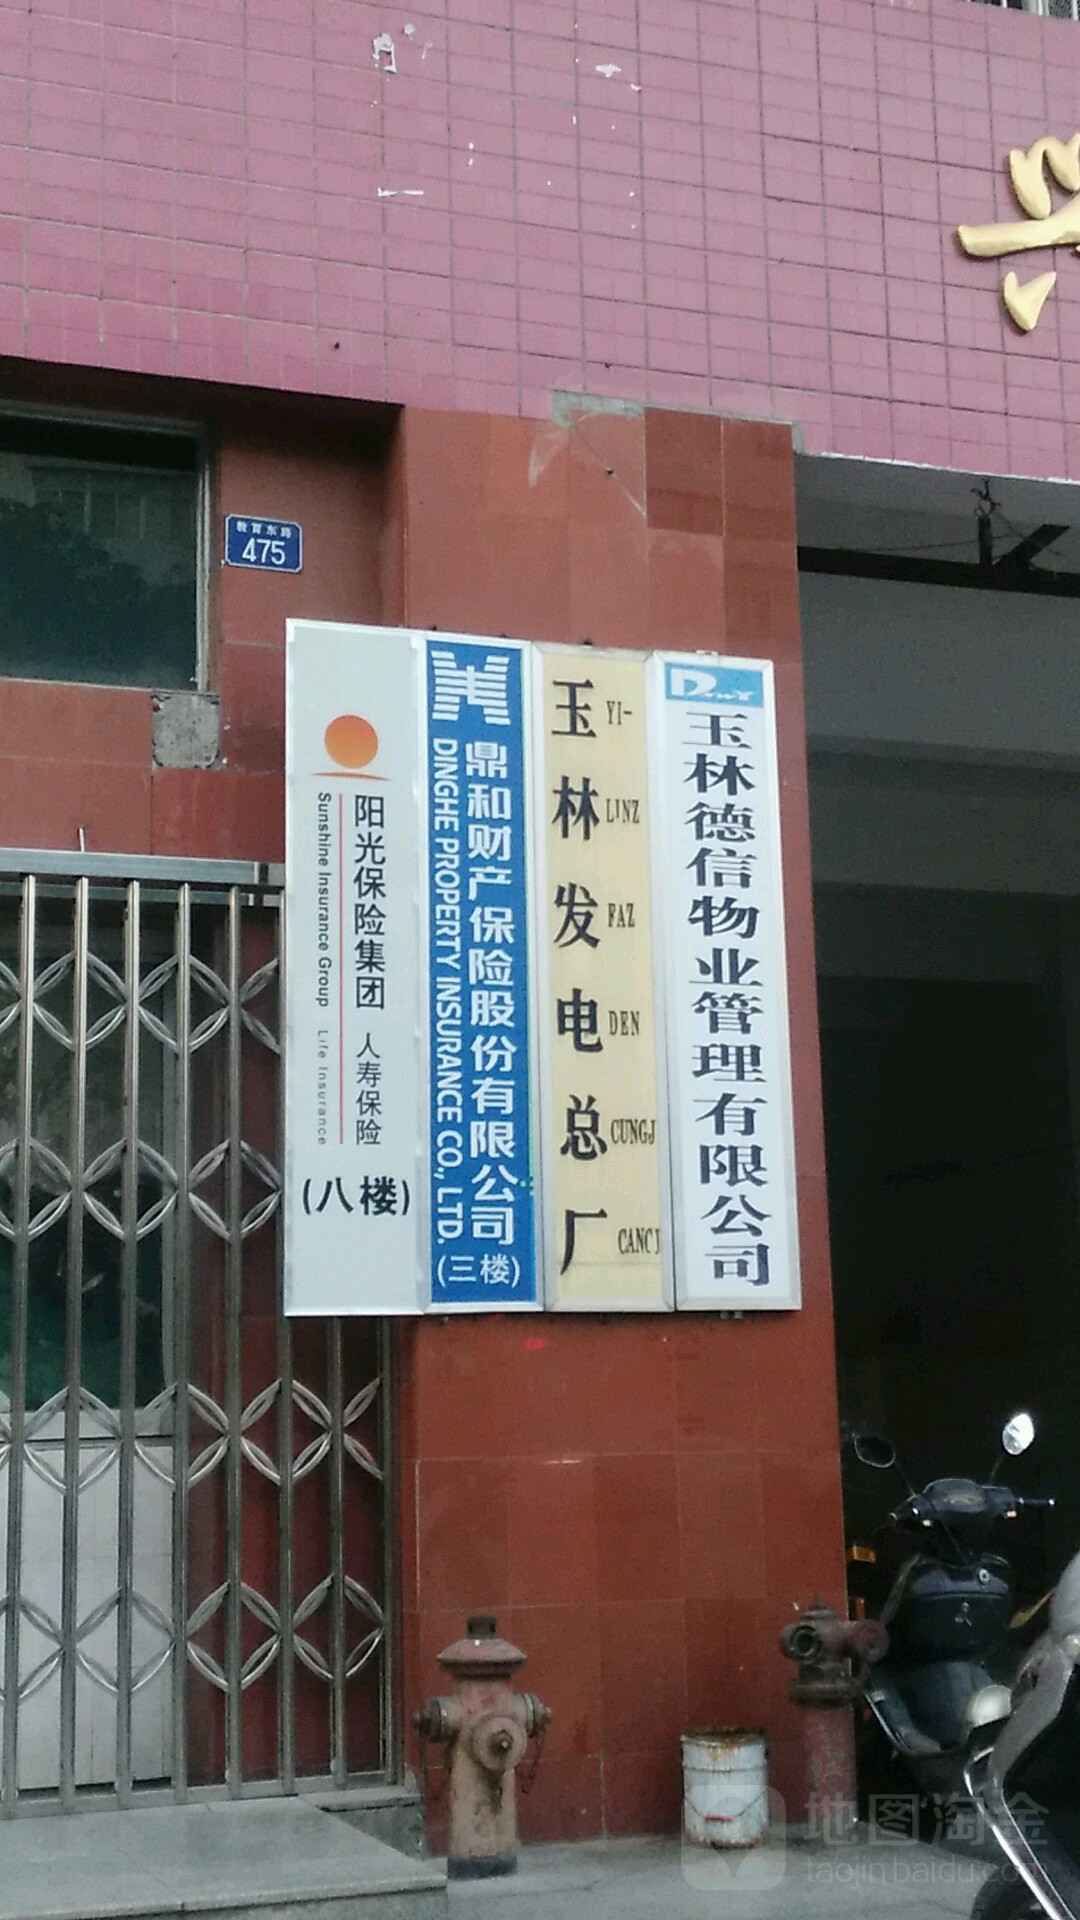 教育东路
475
阳光保险集团 人寿保险
Sunshine Insurance Group Life Insurance
(八楼)
鼎和财产保险股份有限公司
DINGHE PROPERTY INSURANCE CO., LTD.
(三楼)
玉林发电总厂
YI-
LINZ
FAZ
DEN
CUNGJ
CANCJ
玉林德信物业管理有限公司
地图淘金
taojin.baidu.com